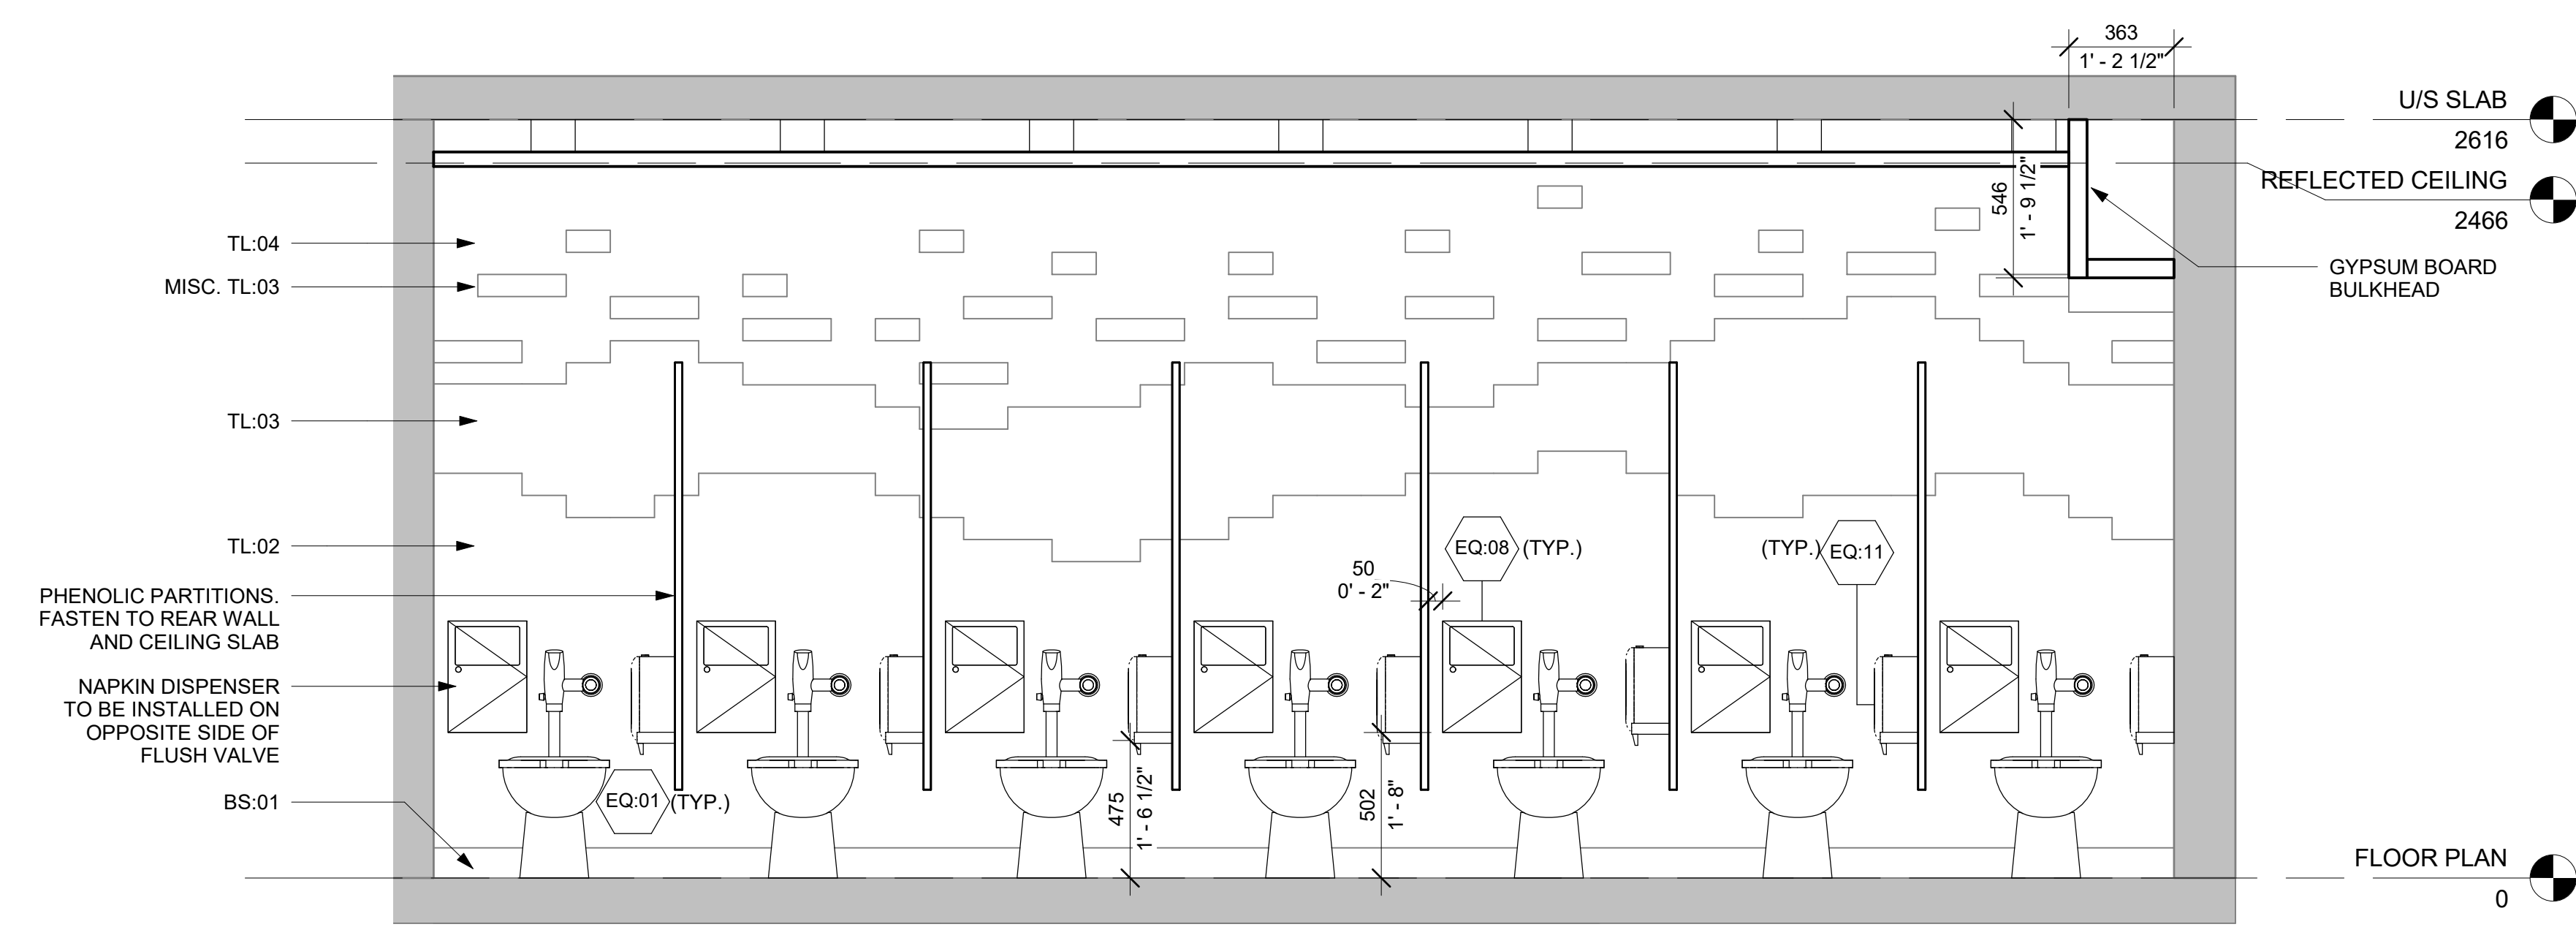 363
1' - 2 1/2"
U/S SLAB
2616
REFLECTED CEILING
2466
546
1' - 9 1/2"
GYPSUM BOARD
BULKHEAD
TL:04
MISC. TL:03
TL:03
TL:02
PHENOLIC PARTITIONS.
FASTEN TO REAR WALL
AND CEILING SLAB
NAPKIN DISPENSER
TO BE INSTALLED ON
OPPOSITE SIDE OF
FLUSH VALVE
BS:01
EQ:01 (TYP.)
475
1' - 6 1/2"
502
1' - 8"
50
0' - 2"
EQ:08 (TYP.)
(TYP.) EQ:11
FLOOR PLAN
0